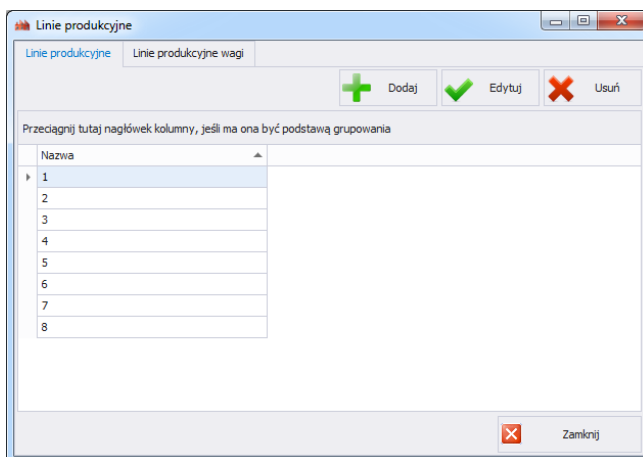 Linie produkcyjne
Linie produkcyjne Linie produkcyjne wagi
Dodaj Edytuj Usuń
Przeciągnij tutaj nagłówek kolumny, jeśli ma ona być podstawą grupowania
Nazwa
1
2
3
4
5
6
7
8
Zamknij